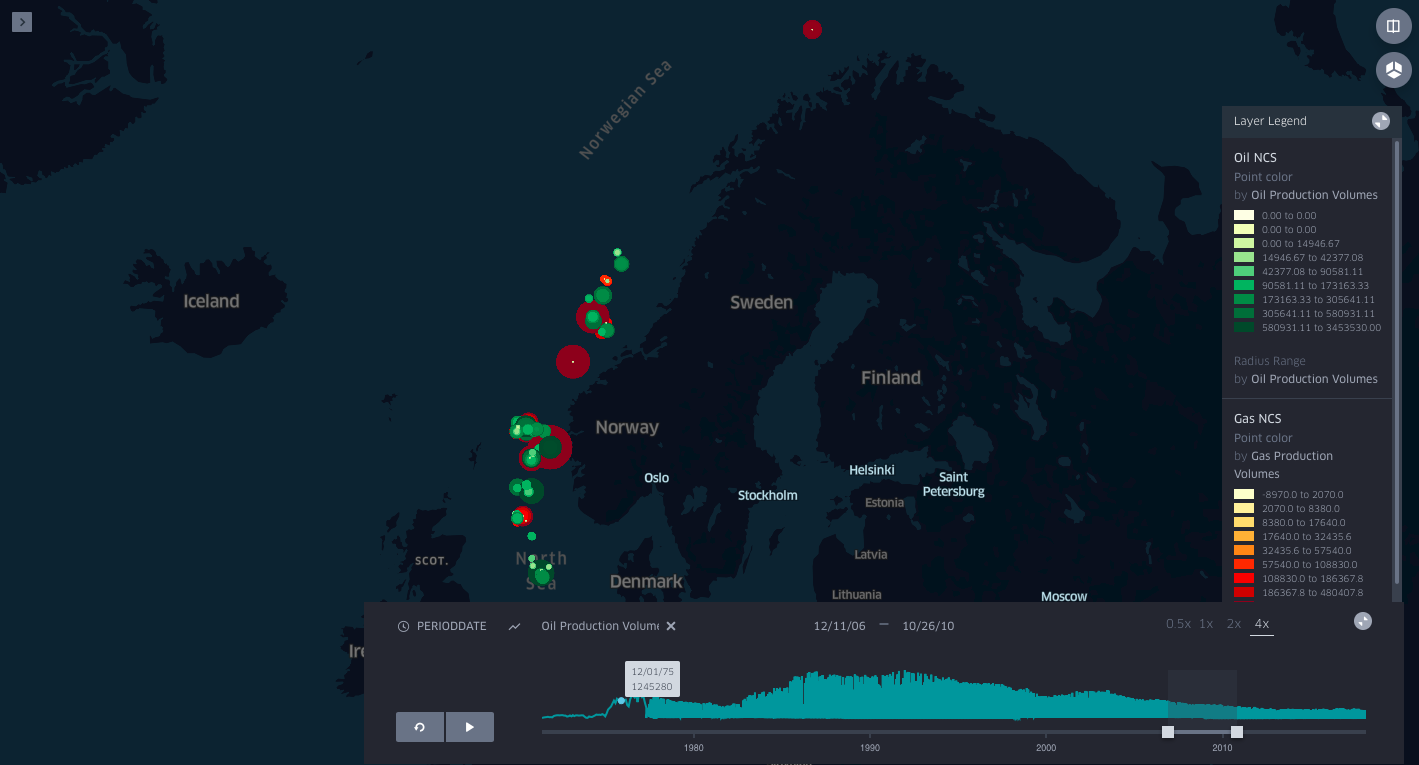 Norwegian Sea
Iceland
Sweden
Finland
Norway
Oslo
Helsinki
Saint
Petersburg
Stockholm
Estonia
SCOT.
North
Sea
Latvia
Denmark
Lithuania
Moscow
Layer Legend
Oil NCS
Point color
by Oil Production Volumes
0.00 to 0.00
0.00 to 0.00
0.00 to 14946.67
14946.67 to 42377.08
42377.08 to 90581.11
90581.11 to 173163.33
173163.33 to 305641.11
305641.11 to 580931.11
580931.11 to 3453530.00
Radius Range
by Oil Production Volumes
Gas NCS
Point color
by Gas Production
Volumes
-8970.0 to 2070.0
2070.0 to 8380.0
8380.0 to 17640.0
17640.0 to 32435.6
32435.6 to 57540.0
57540.0 to 108830.0
108830.0 to 186367.8
186367.8 to 480407.8
Iro
PERIODDATE
Oil Production Volume
12/11/06 — 10/26/10
0.5x 1x 2x 4x
12/01/75
1245280
1980 1990 2000 2010